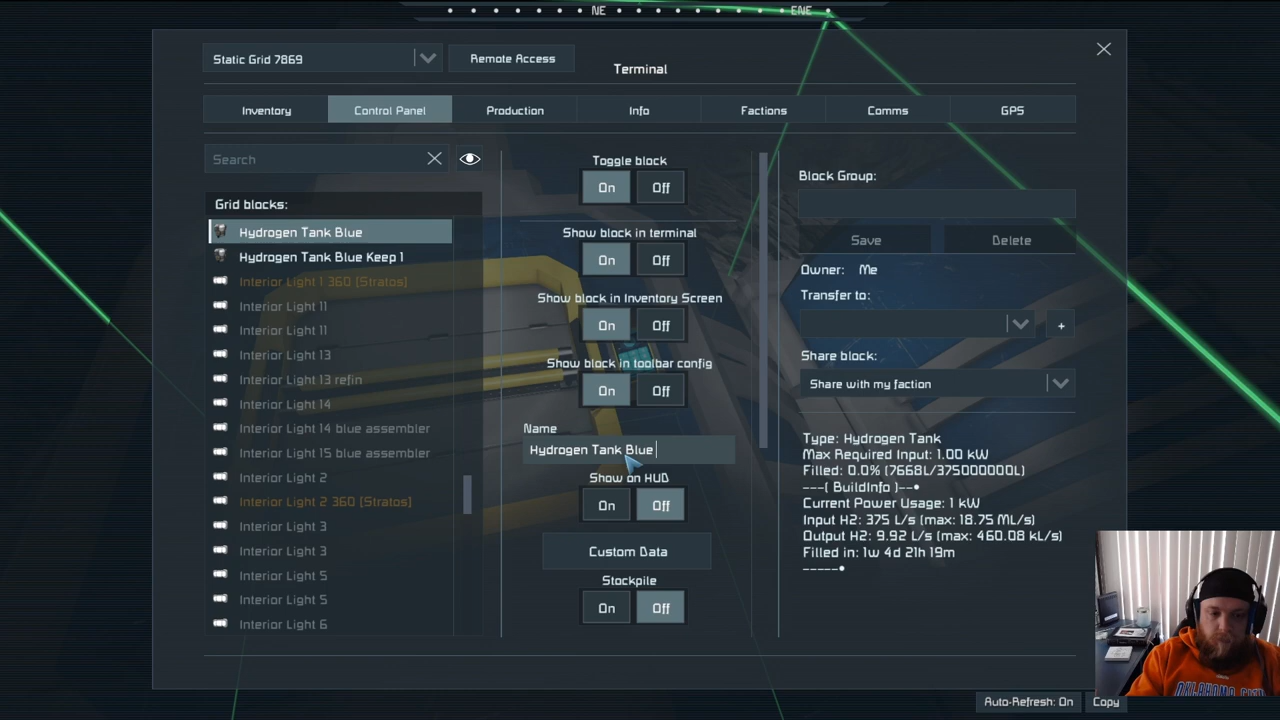 NE
ENE
Static Grid 7869
Remote Access
Terminal
Inventory
Control Panel
Production
Info
Factions
Comms
GPS
Search
Grid blocks:
Hydrogen Tank Blue
Hydrogen Tank Blue Keep 1
Interior Light 1 360 (Stratos)
Interior Light 11
Interior Light 11
Interior Light 13
Interior Light 13 refin
Interior Light 14
Interior Light 14 blue assembler
Interior Light 15 blue assembler
Interior Light 2
Interior Light 2 360 (Stratos)
Interior Light 3
Interior Light 3
Interior Light 5
Interior Light 5
Interior Light 6
Toggle block
On Off
Show block in terminal
On Off
Show block in Inventory Screen
On Off
Show block in toolbar config
On Off
Name
Hydrogen Tank Blue
Show on HUD
On Off
Custom Data
Stockpile
On Off
Block Group:
Save
Delete
Owner: Me
Transfer to:
+
Share block:
Share with my faction
Type: Hydrogen Tank
Max Required Input: 1.00 kW
Filled: 0.0% (7668L/375000000L)
---( BuildInfo )--•
Current Power Usage: 1 kW
Input H2: 375 L/s (max: 18.75 ML/s)
Output H2: 9.92 L/s (max: 460.08 kL/s)
Filled in: 1w 4d 21h 19m
-----•
Auto-Refresh: On
Copy